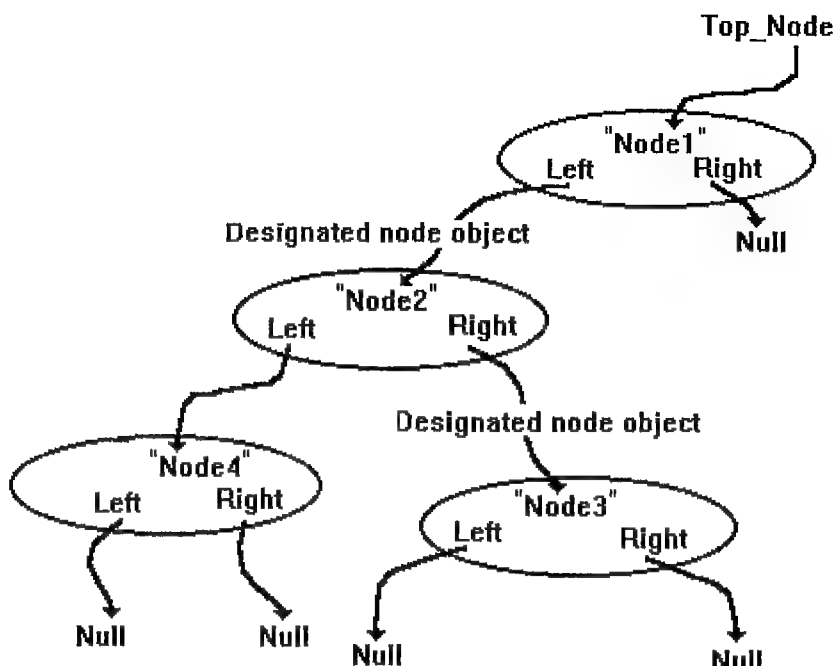 Top_Node
"Node1"
Left Right
Designated node object
Null
"Node2"
Left Right
Designated node object
"Node4"
Left Right
"Node3"
Left Right
Null Null
Null Null